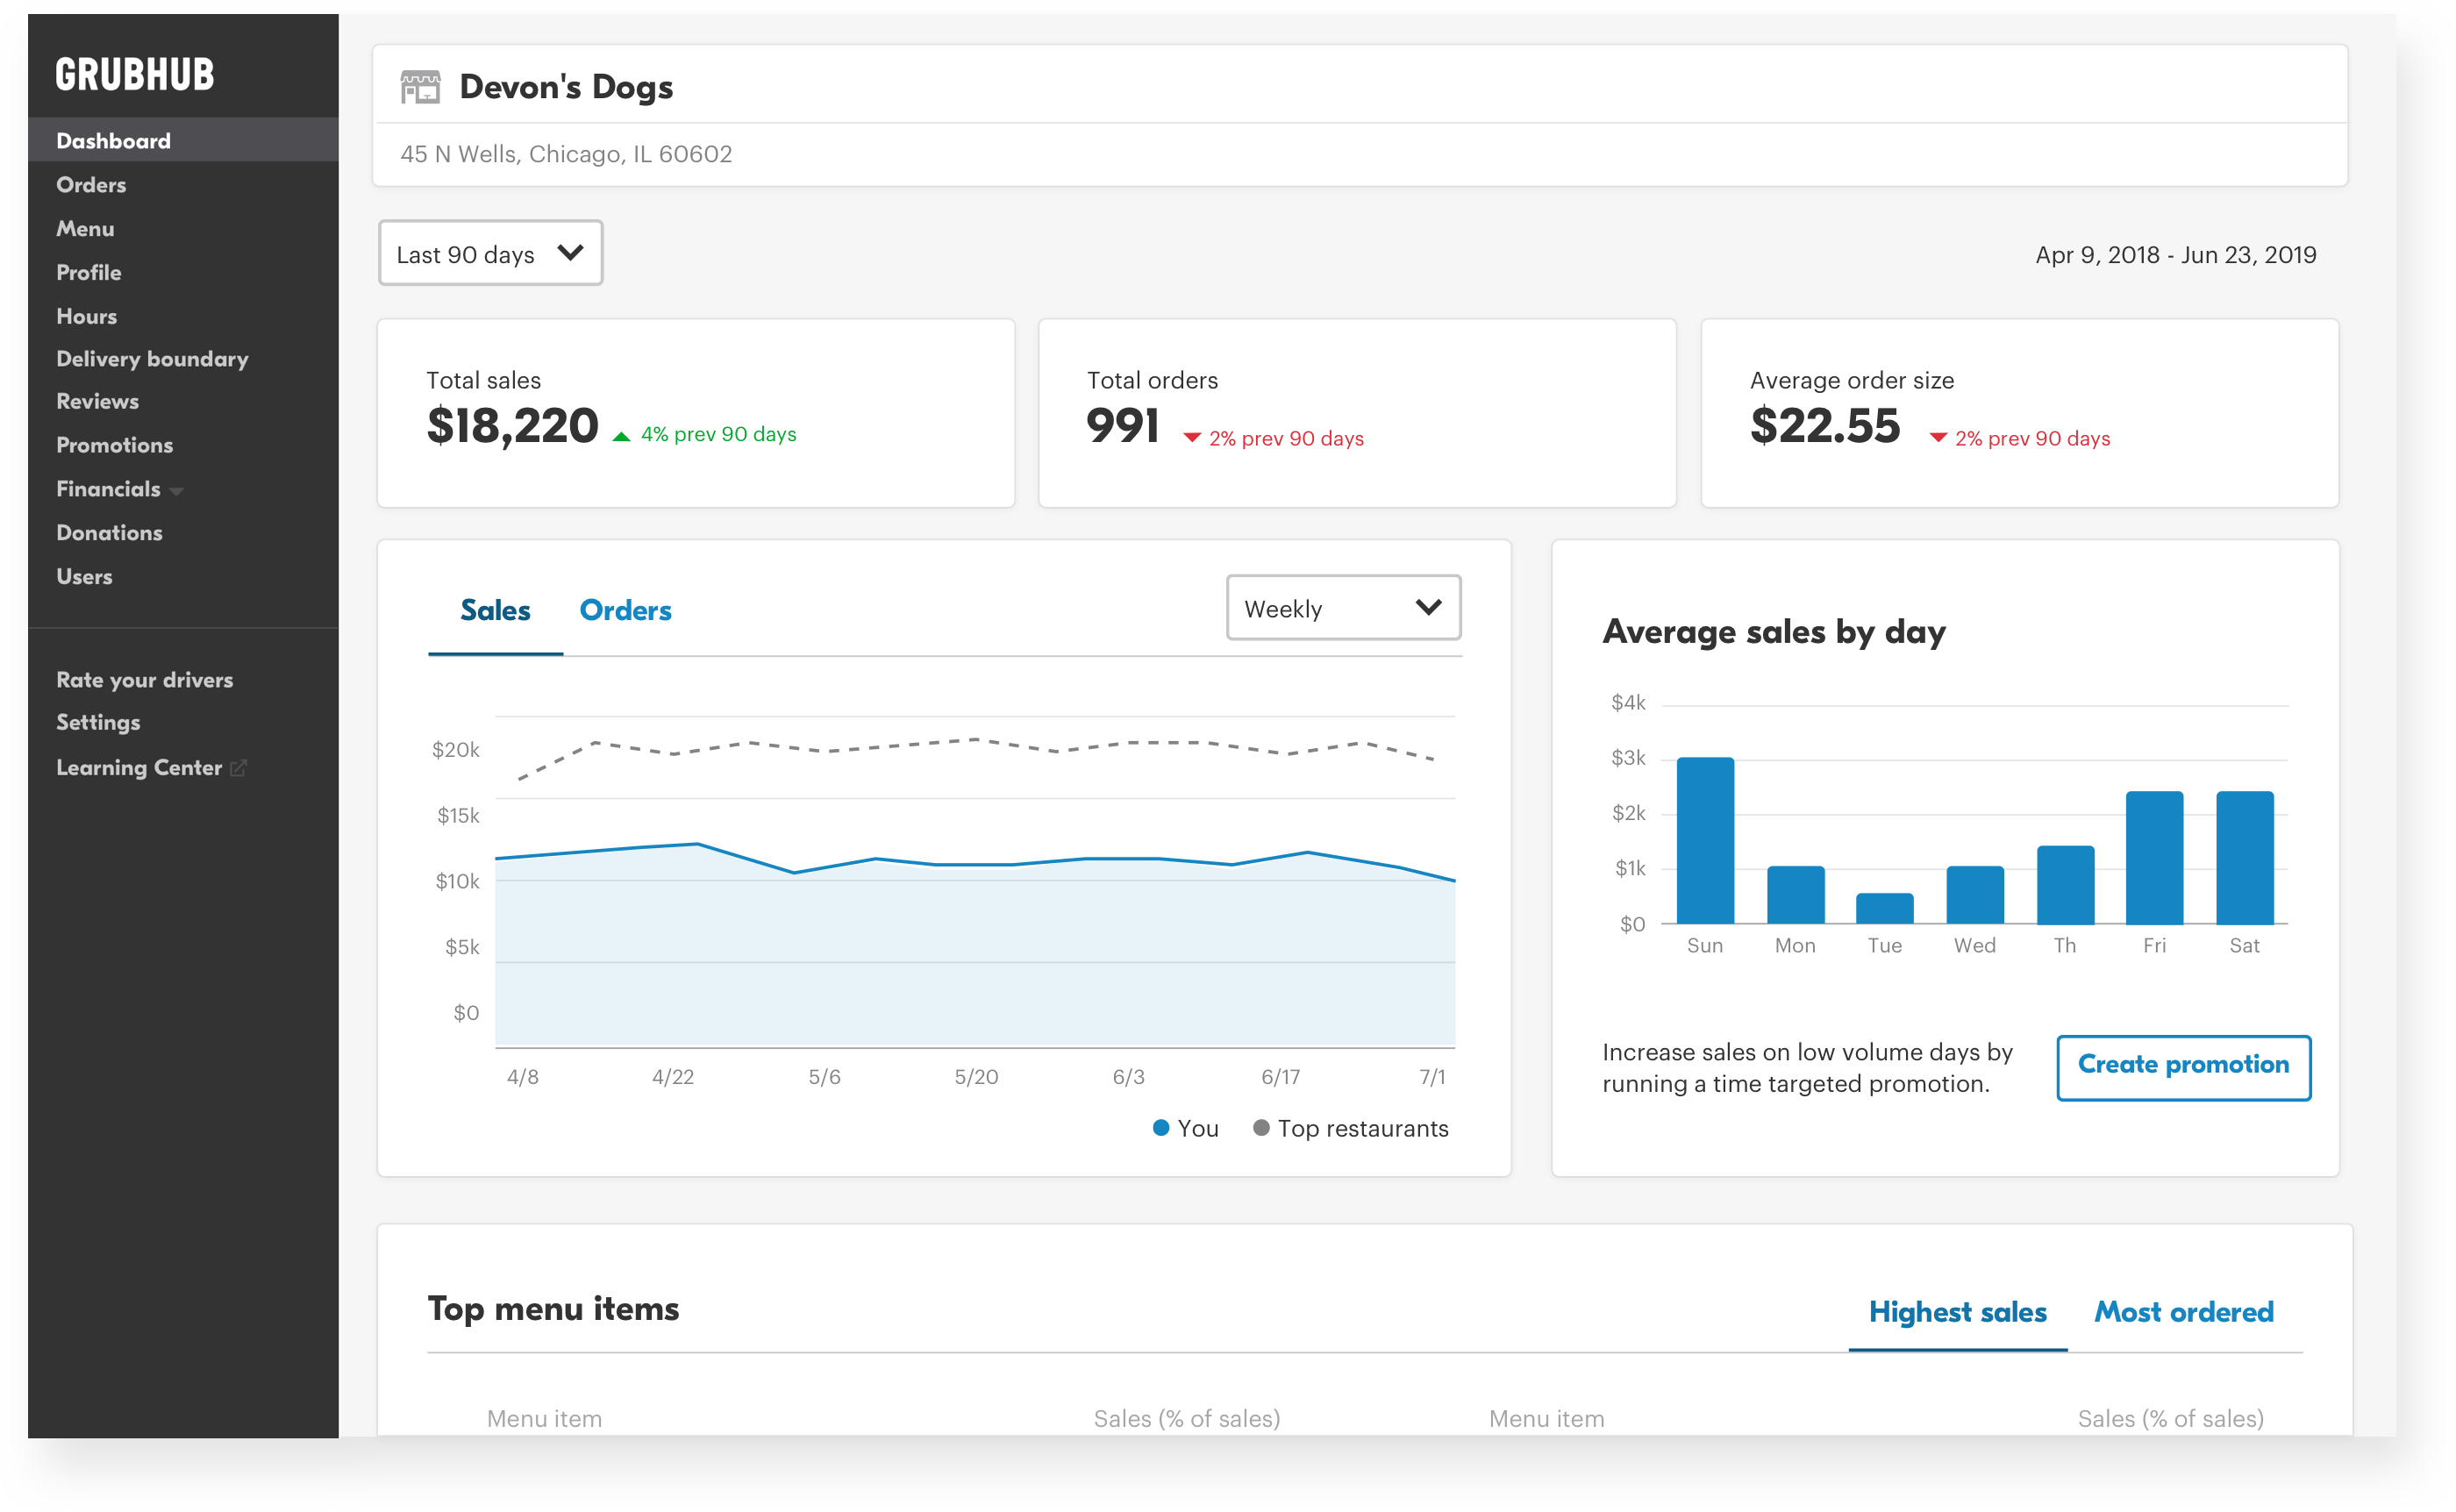 GRUBHUB
Dashboard
Orders
Menu
Profile
Hours
Delivery boundary
Reviews
Promotions
Financials
Donations
Users
Rate your drivers
Settings
Learning Center
Devon's Dogs
45 N Wells, Chicago, IL 60602
Last 90 days
Apr 9, 2018 - Jun 23, 2019
Total sales
$18,220 4% prev 90 days
Total orders
991 2% prev 90 days
Average order size
$22.55 2% prev 90 days
Sales Orders
Weekly
$20k
$15k
$10k
$5k
$0
4/8 4/22 5/6 5/20 6/3 6/17 7/1
You Top restaurants
Average sales by day
$4k
$3k
$2k
$1k
$0
Sun Mon Tue Wed Th Fri Sat
Increase sales on low volume days by
running a time targeted promotion.
Create promotion
Top menu items
Highest sales Most ordered
Menu item Sales (% of sales) Menu item Sales (% of sales)